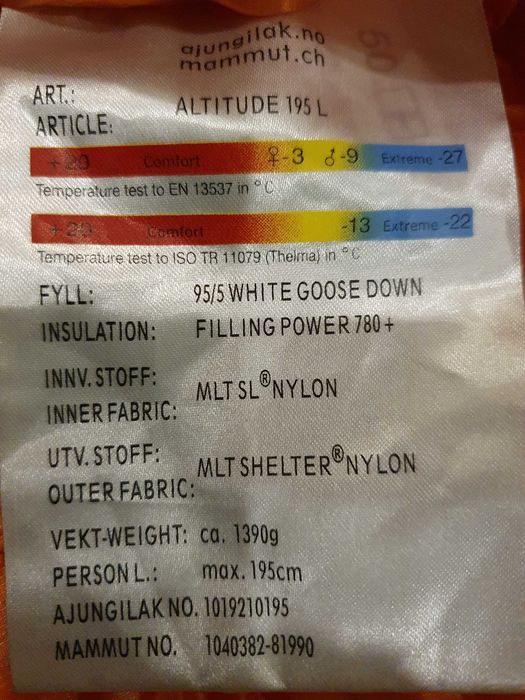 ajungilak.no
mammut.ch
ART.:
ARTICLE:
ALTITUDE 195 L
+20 Comfort ♀-3 ♂-9 Extreme -27
Temperature test to EN 13537 in °C
+20 Comfort -13 Extreme -22
Temperature test to ISO TR 11079 (Thelma) in °C
FYLL: 95/5 WHITE GOOSE DOWN
INSULATION: FILLING POWER 780+
INNV. STOFF:
INNER FABRIC:
MLT SL® NYLON
UTV. STOFF:
OUTER FABRIC:
MLT SHELTER® NYLON
VEKT-WEIGHT: ca. 1390g
PERSON L.: max. 195cm
AJUNGILAK NO. 1019210195
MAMMUT NO. 1040382-81990